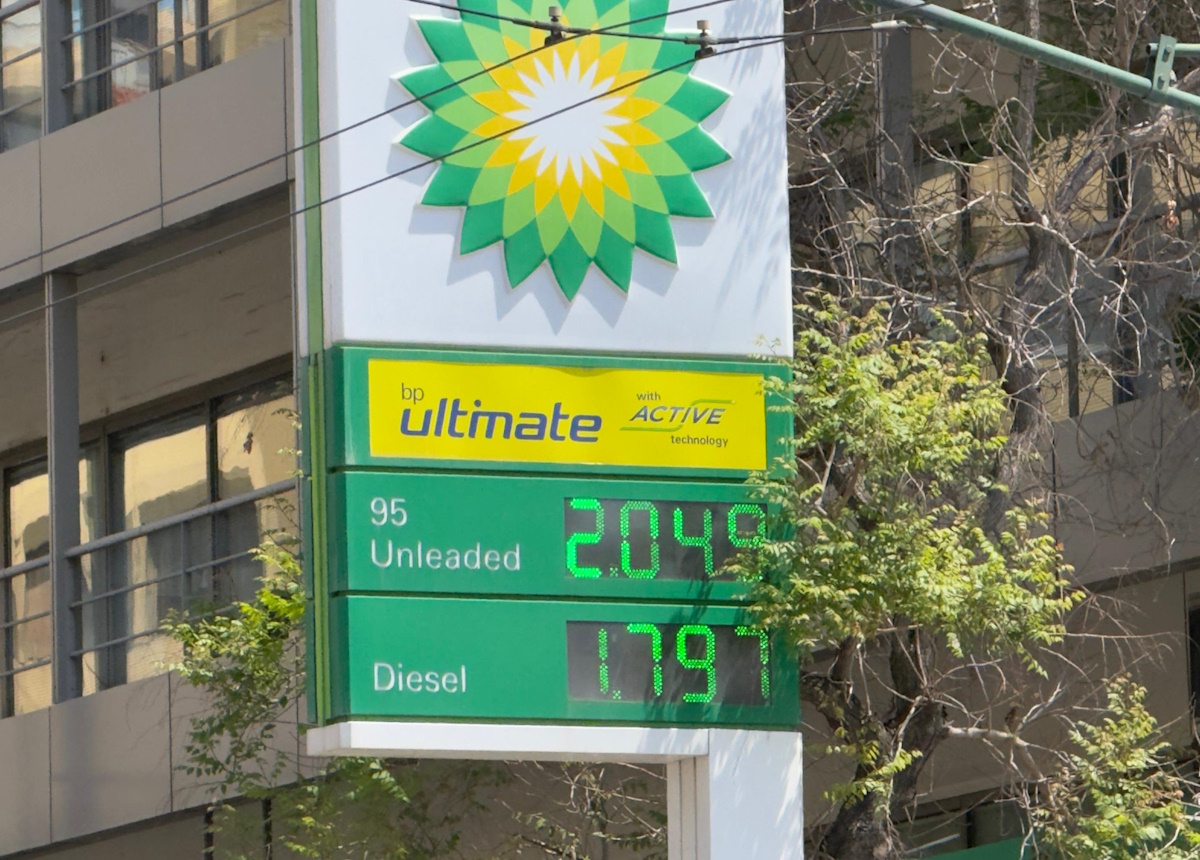 bp
ultimate
with
ACTIVE
technology
95
Unleaded
2.049
Diesel
1.797